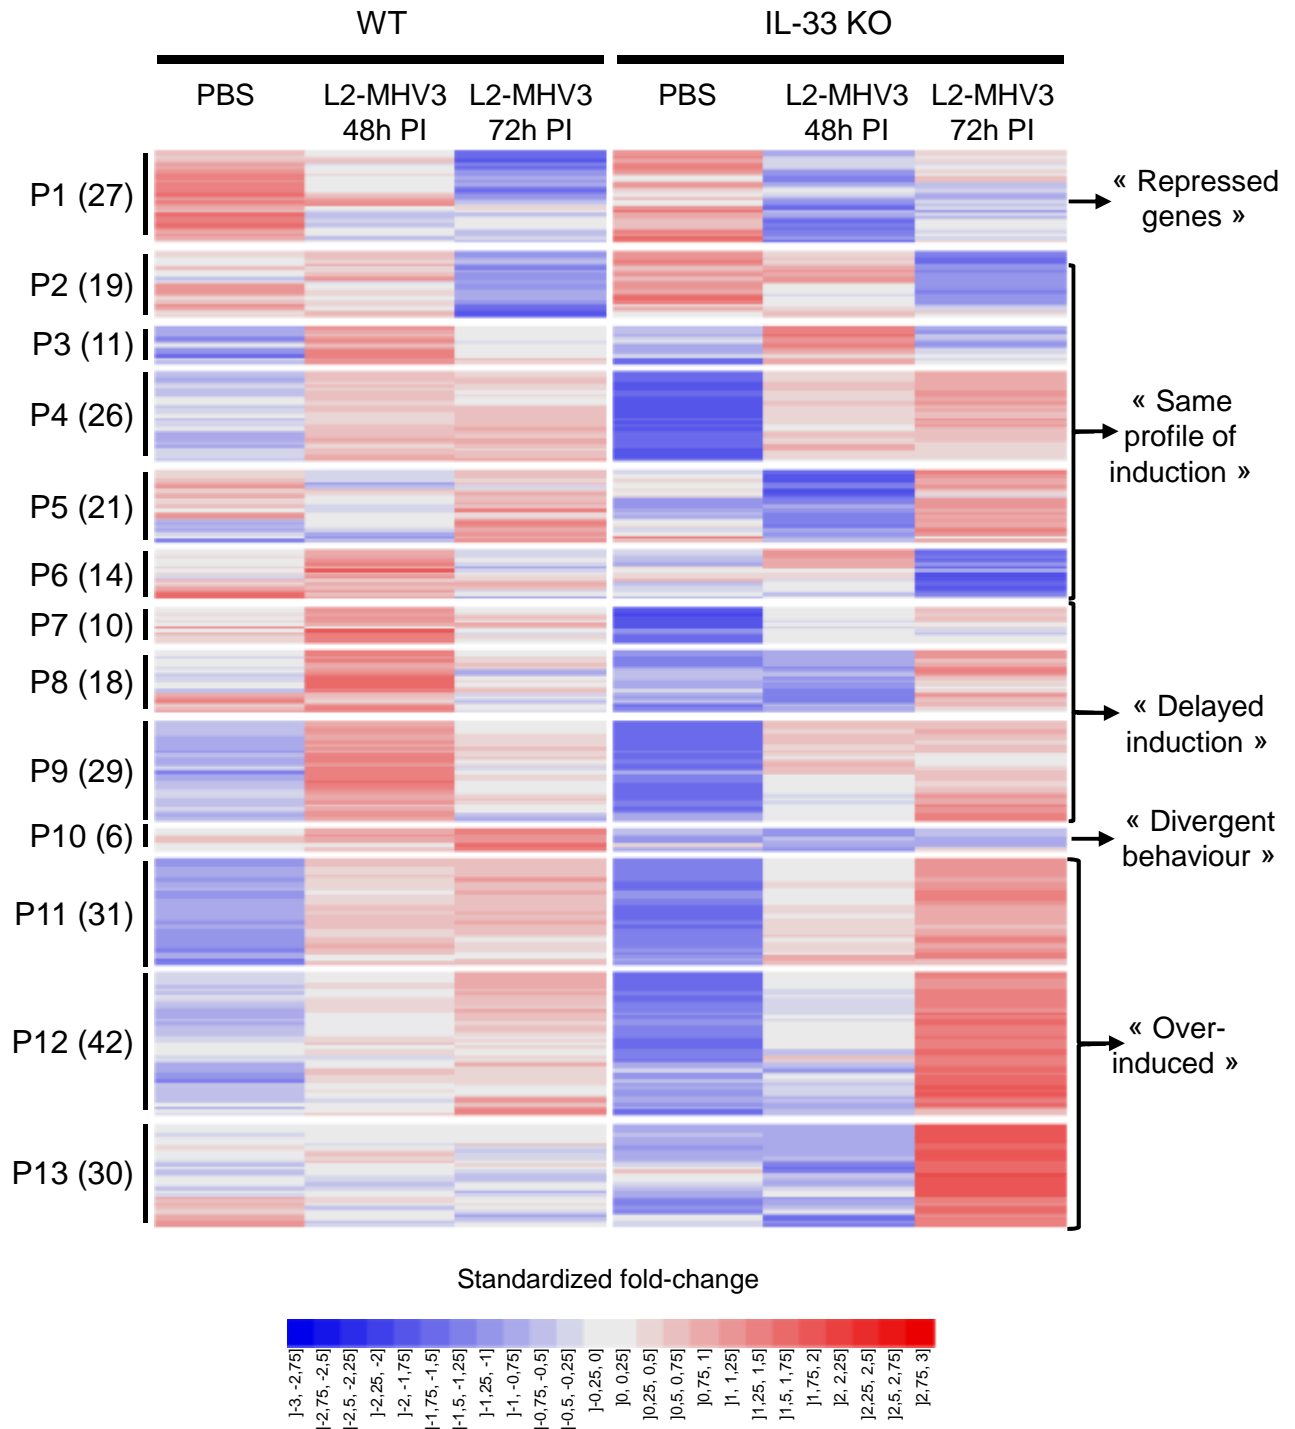 WT
IL-33 KO
PBS
L2-MHV3
48h PI
L2-MHV3
72h PI
PBS
L2-MHV3
48h PI
L2-MHV3
72h PI
P1 (27)
P2 (19)
P3 (11)
P4 (26)
P5 (21)
P6 (14)
P7 (10)
P8 (18)
P9 (29)
P10 (6)
P11 (31)
P12 (42)
P13 (30)
« Repressed
genes »
« Same
profile of
induction »
« Delayed
induction »
« Divergent
behaviour »
« Over-
induced »
Standardized fold-change
]-3, -2,75]
]-2,75, -2,5]
]-2,5, -2,25]
]-2,25, -2]
]-2, -1,75]
]-1,75, -1,5]
]-1,5, -1,25]
]-1,25, -1]
]-1, -0,75]
]-0,75, -0,5]
]-0,5, -0,25]
]-0,25, 0]
]0, 0,25]
]0,25, 0,5]
]0,5, 0,75]
]0,75, 1]
]1, 1,25]
]1,25, 1,5]
]1,5, 1,75]
]1,75, 2]
]2, 2,25]
]2,25, 2,5]
]2,5, 2,75]
]2,75, 3]